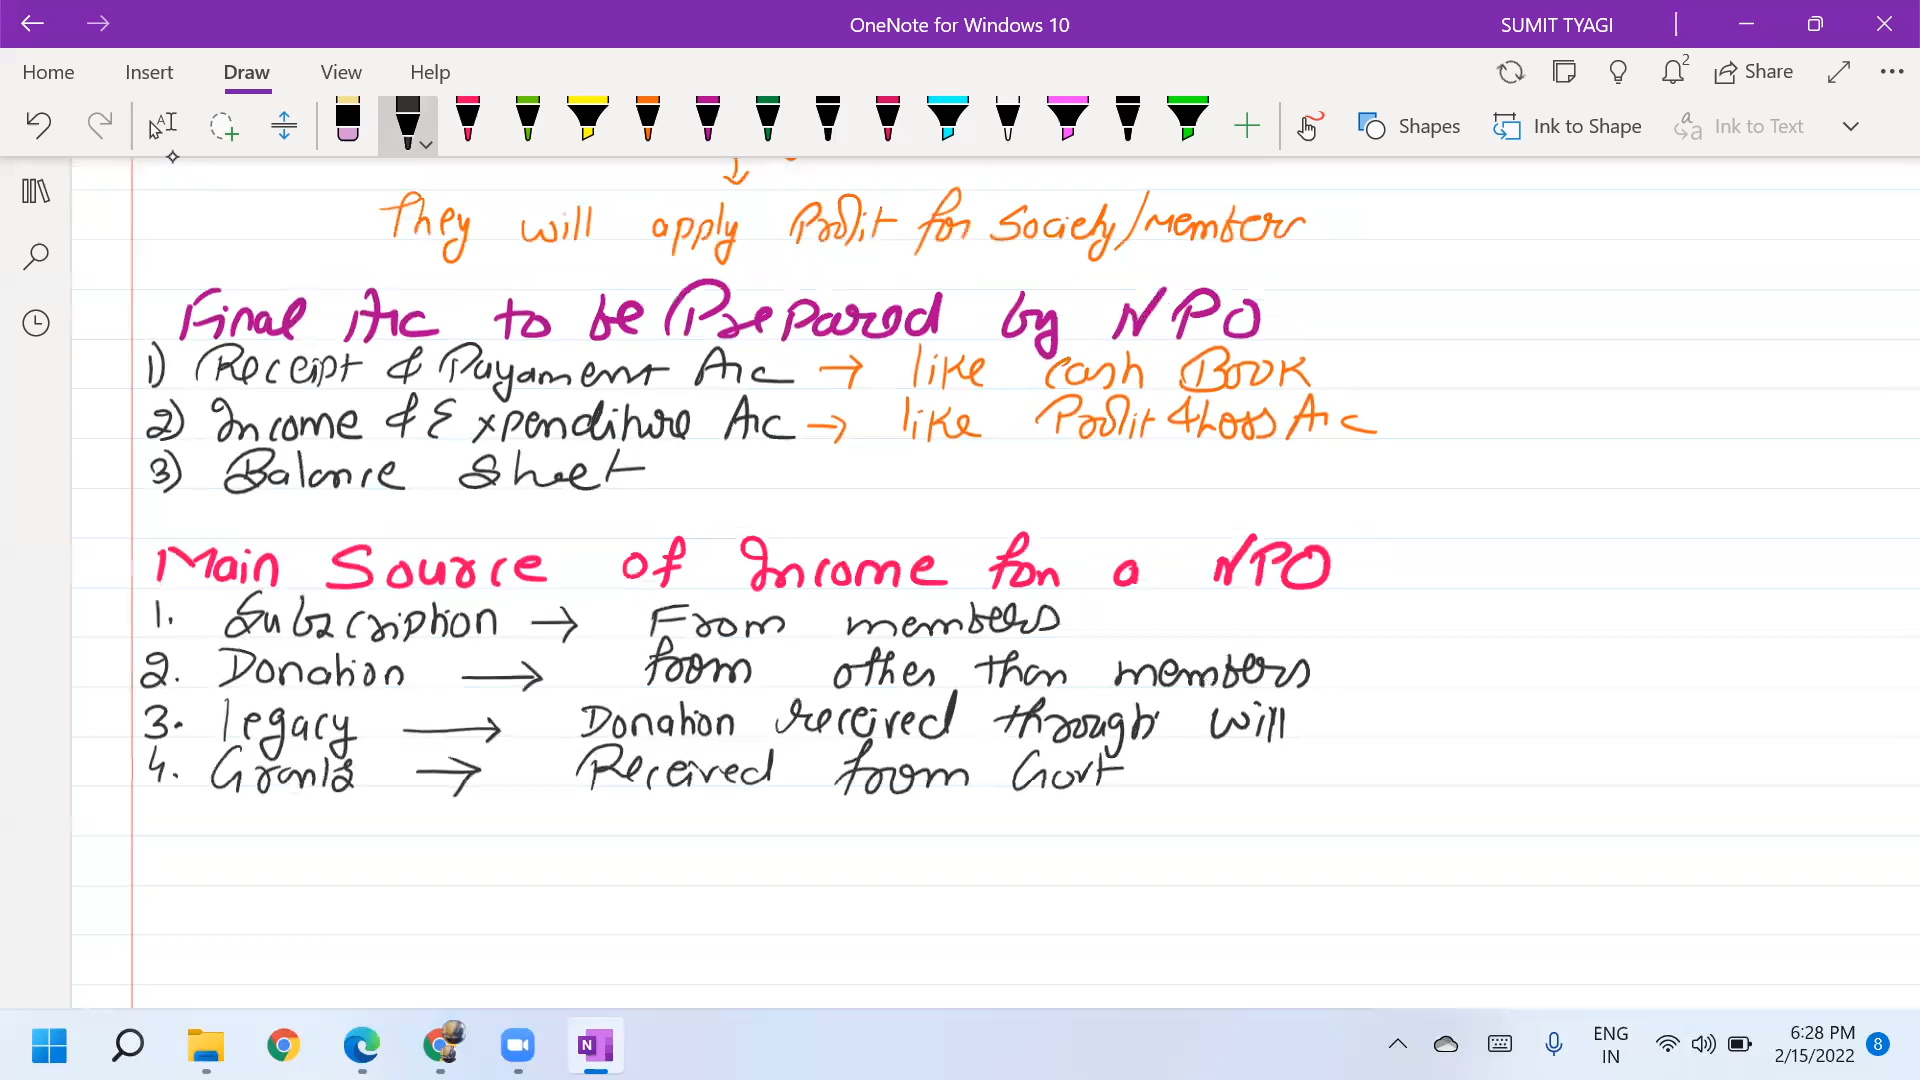 OneNote for Windows 10
SUMIT TYAGI
Home Insert Draw View Help
2
Share
Shapes
Ink to Shape
Ink to Text
They will apply Profit for Society/Members
Final A/c to be Prepared by NPO
1) Receipt & Payament A/c → like cash Book
2) Income & Expenditure A/c → like Profit & Loss A/c
3) Balance Sheet
Main Source of Income for a NPO
1. Subscription → From members
2. Donation → from other than members
3. legacy → Donation received through will
4. Grants → Received from Govt
ENG
IN
6:28 PM
2/15/2022
8